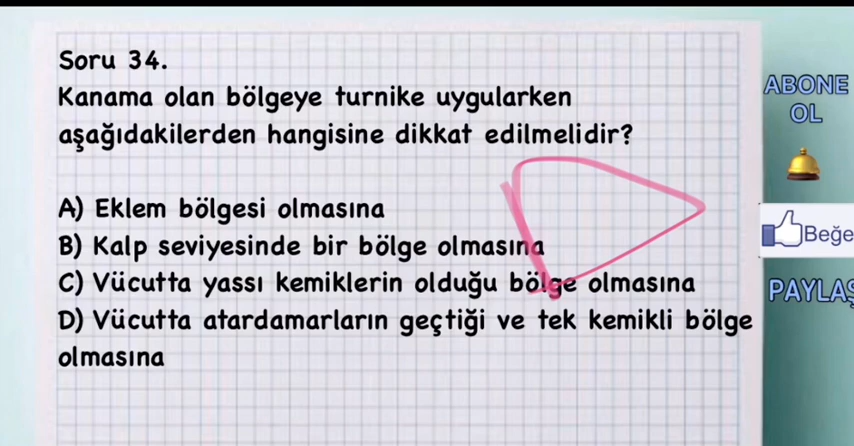 Soru 34.
Kanama olan bölgeye turnike uygularken
aşağıdakilerden hangisine dikkat edilmelidir?
A) Eklem bölgesi olmasına
B) Kalp seviyesinde bir bölge olmasına
C) Vücutta yassı kemiklerin olduğu bölge olmasına
D) Vücutta atardamarların geçtiği ve tek kemikli bölge
olmasına
ABONE
OL
Beğe
PAYLAŞ